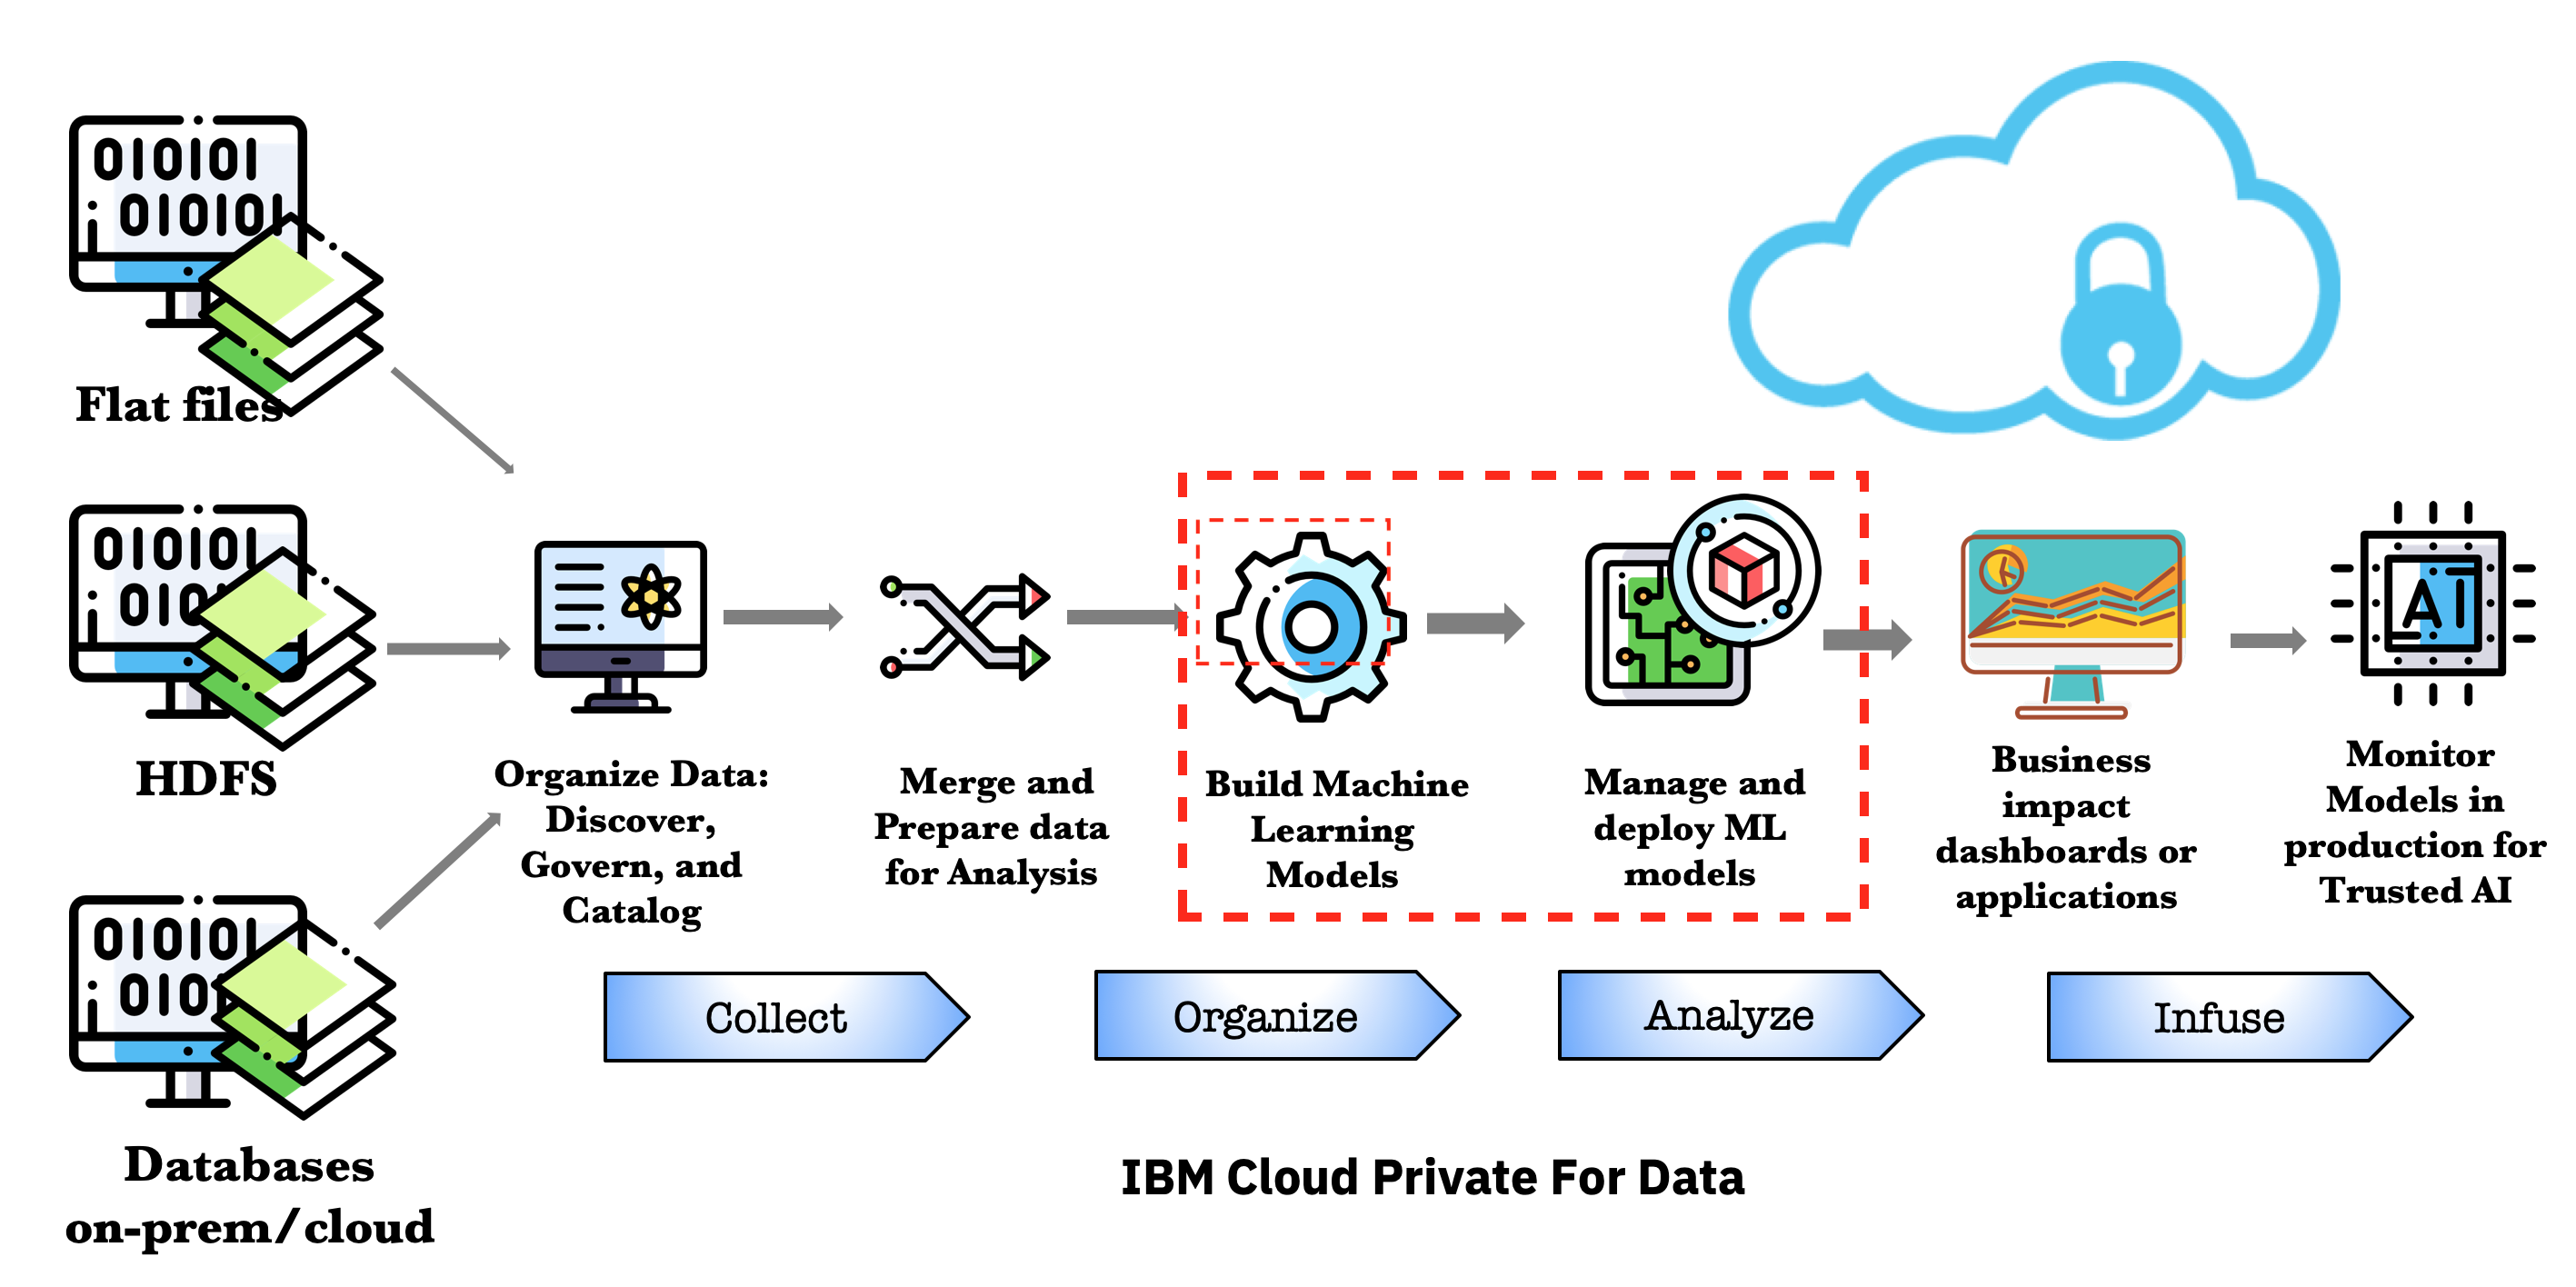 010101
010101
Flat files
010101
010
HDFS
010101
010
Databases
on-prem/cloud
Organize Data:
Discover,
Govern, and
Catalog
Merge and
Prepare data
for Analysis
Build Machine
Learning
Models
Manage and
deploy ML
models
Business
impact
dashboards or
applications
AI
Monitor
Models in
production for
Trusted AI
Collect
Organize
Analyze
Infuse
IBM Cloud Private For Data